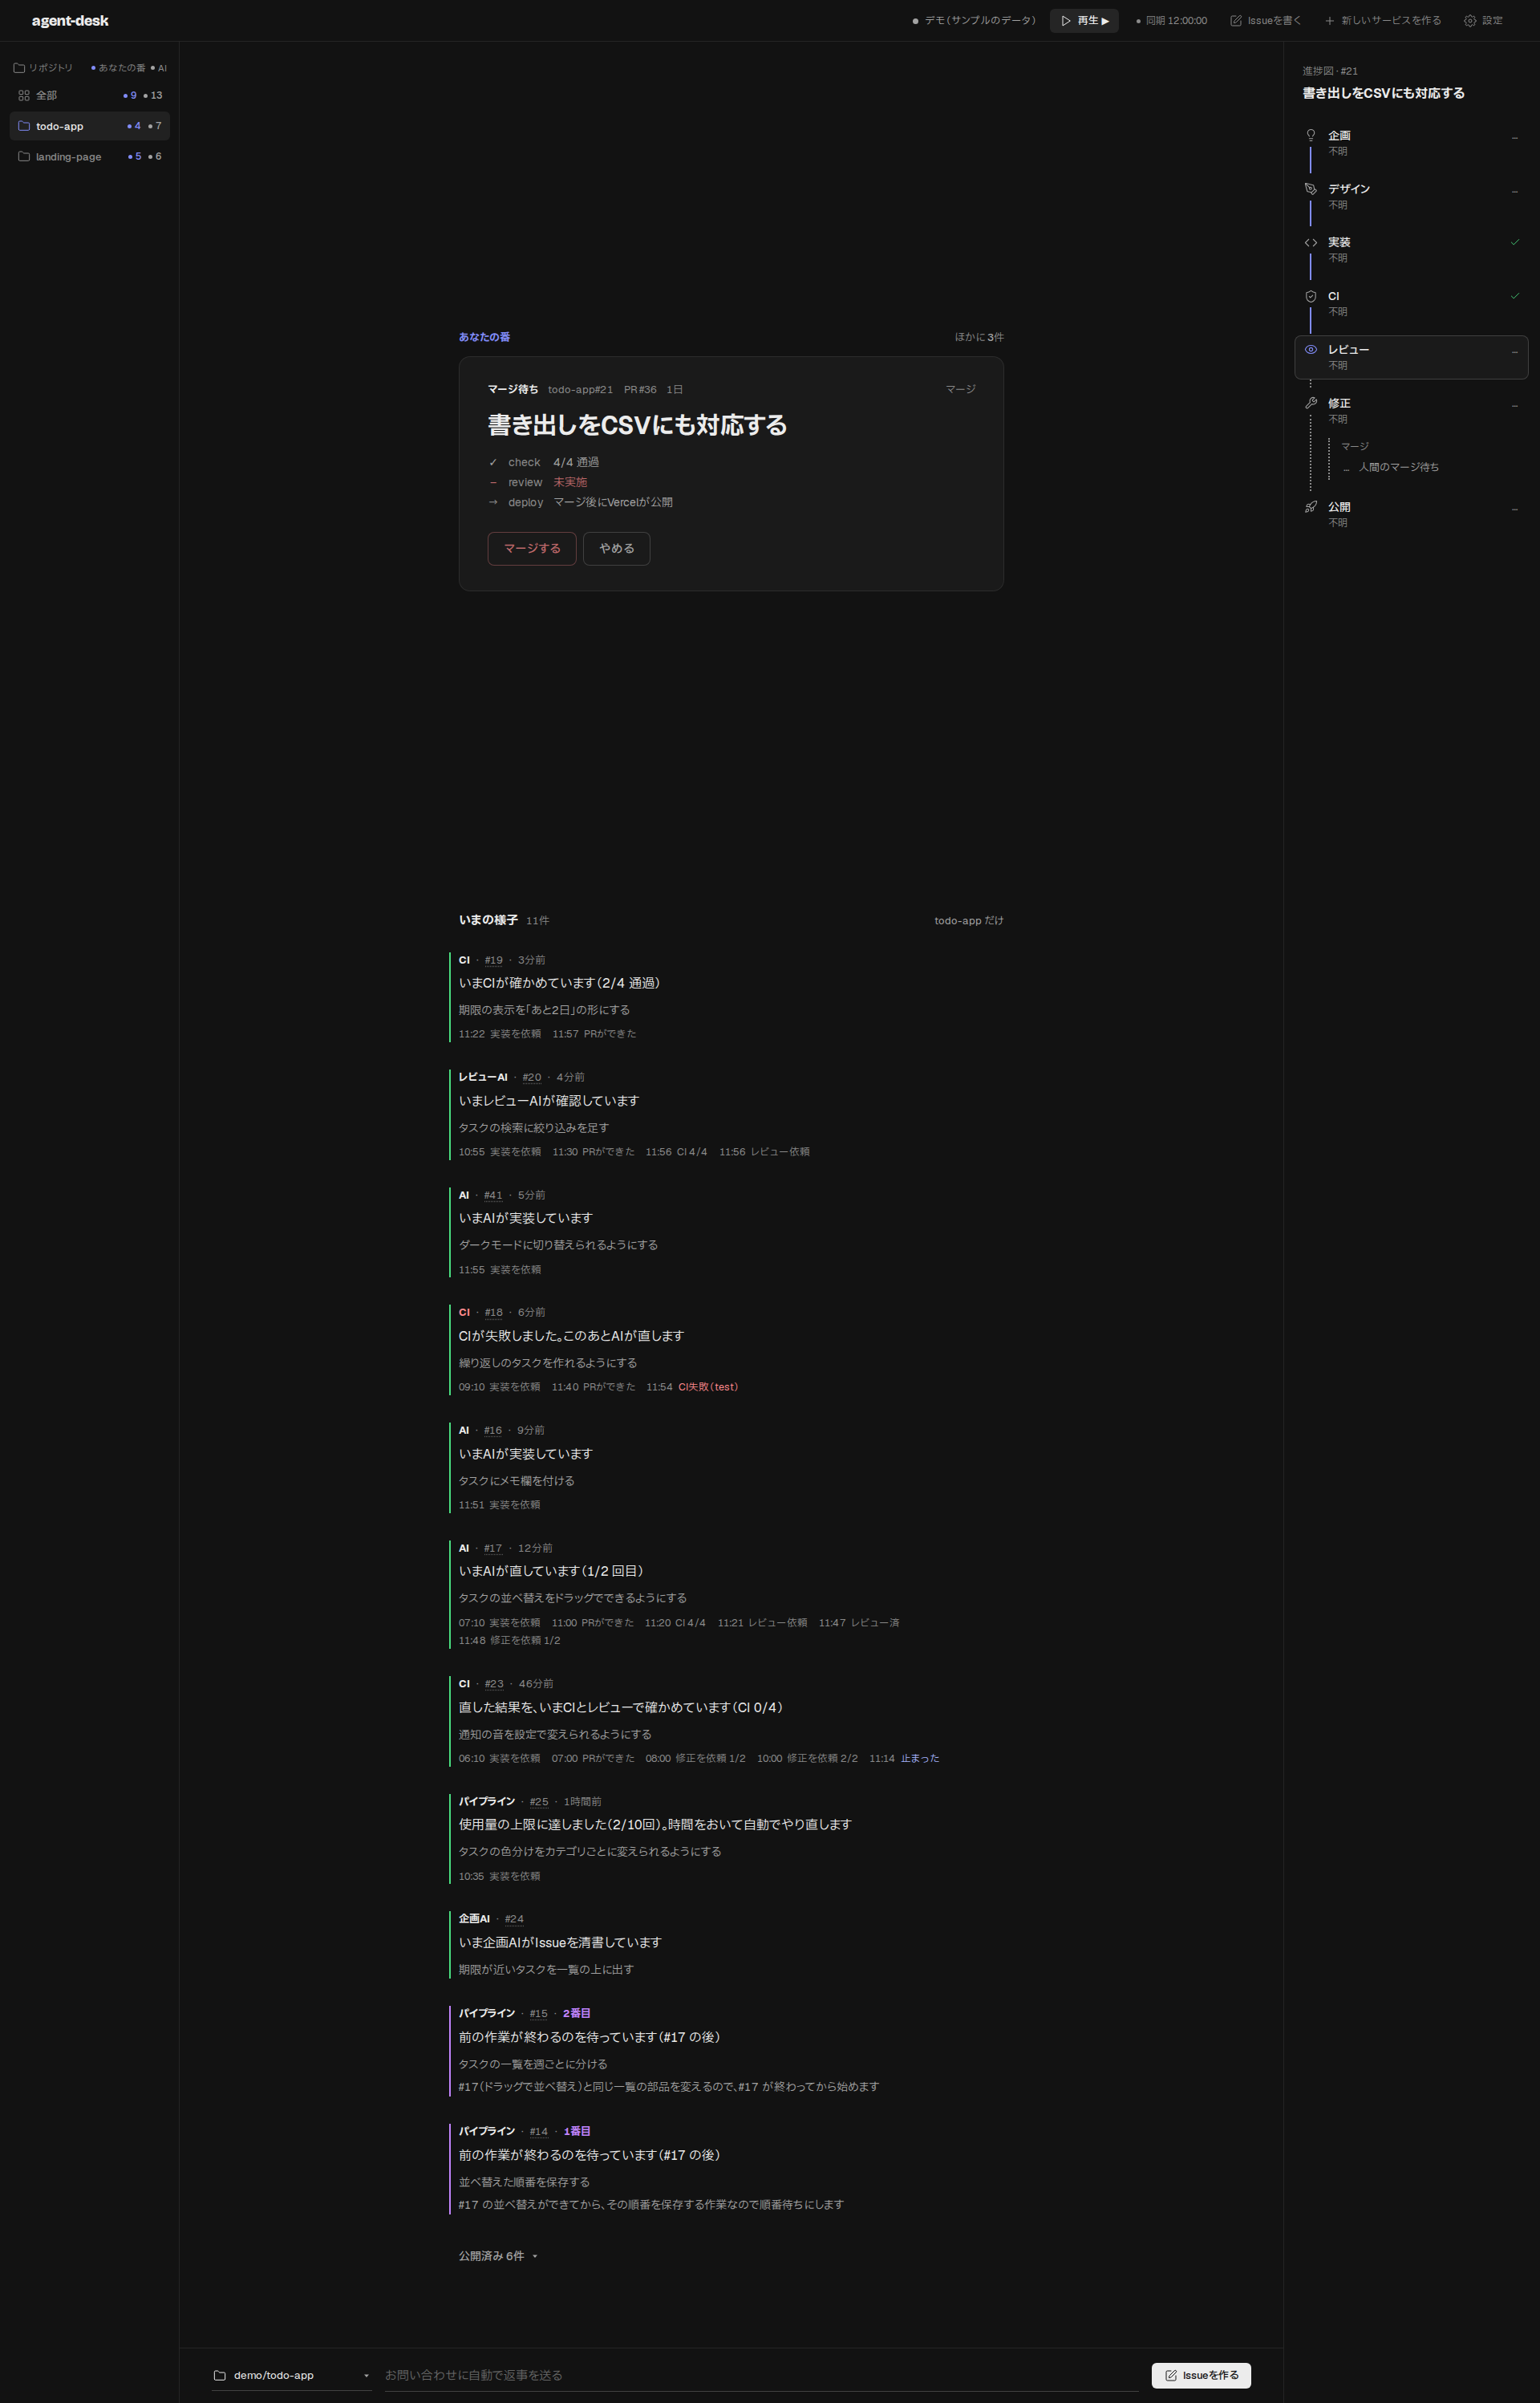 agent-desk
デモ（サンプルのデータ）
再生 ▶
同期 12:00:00
Issueを書く
新しいサービスを作る
設定
リポジトリ
あなたの番 AI
全部 9 13
todo-app 4 7
landing-page 5 6
あなたの番
ほかに 3件
マージ待ち todo-app#21 PR #36 1日
マージ
書き出しをCSVにも対応する
✓ check 4/4 通過
– review 未実施
→ deploy マージ後にVercelが公開
マージする
やめる
いまの様子 11件
todo-app だけ
CI · #19 · 3分前
いまCIが確かめています（2/4 通過）
期限の表示を「あと2日」の形にする
11:22 実装を依頼 11:57 PRができた
レビューAI · #20 · 4分前
いまレビューAIが確認しています
タスクの検索に絞り込みを足す
10:55 実装を依頼 11:30 PRができた 11:56 CI 4/4 11:56 レビュー依頼
AI · #41 · 5分前
いまAIが実装しています
ダークモードに切り替えられるようにする
11:55 実装を依頼
CI · #18 · 6分前
CIが失敗しました。このあとAIが直します
繰り返しのタスクを作れるようにする
09:10 実装を依頼 11:40 PRができた 11:54 CI失敗（test）
AI · #16 · 9分前
いまAIが実装しています
タスクにメモ欄を付ける
11:51 実装を依頼
AI · #17 · 12分前
いまAIが直しています（1/2 回目）
タスクの並べ替えをドラッグでできるようにする
07:10 実装を依頼 11:00 PRができた 11:20 CI 4/4 11:21 レビュー依頼 11:47 レビュー済
11:48 修正を依頼 1/2
CI · #23 · 46分前
直した結果を、いまCIとレビューで確かめています（CI 0/4）
通知の音を設定で変えられるようにする
06:10 実装を依頼 07:00 PRができた 08:00 修正を依頼 1/2 10:00 修正を依頼 2/2 11:14 止まった
パイプライン · #25 · 1時間前
使用量の上限に達しました（2/10回）。時間をおいて自動でやり直します
タスクの色分けをカテゴリごとに変えられるようにする
10:35 実装を依頼
企画AI · #24
いま企画AIがIssueを清書しています
期限が近いタスクを一覧の上に出す
パイプライン · #15 · 2番目
前の作業が終わるのを待っています（#17 の後）
タスクの一覧を週ごとに分ける
#17（ドラッグで並べ替え）と同じ一覧の部品を変えるので、#17 が終わってから始めます
パイプライン · #14 · 1番目
前の作業が終わるのを待っています（#17 の後）
並べ替えた順番を保存する
#17 の並べ替えができてから、その順番を保存する作業なので順番待ちにします
公開済み 6件
demo/todo-app
お問い合わせに自動で返事を送る
Issueを作る
進捗図 · #21
書き出しをCSVにも対応する
企画 –
不明
デザイン –
不明
実装 ✓
不明
CI ✓
不明
レビュー –
不明
修正 –
不明
マージ
… 人間のマージ待ち
公開 –
不明